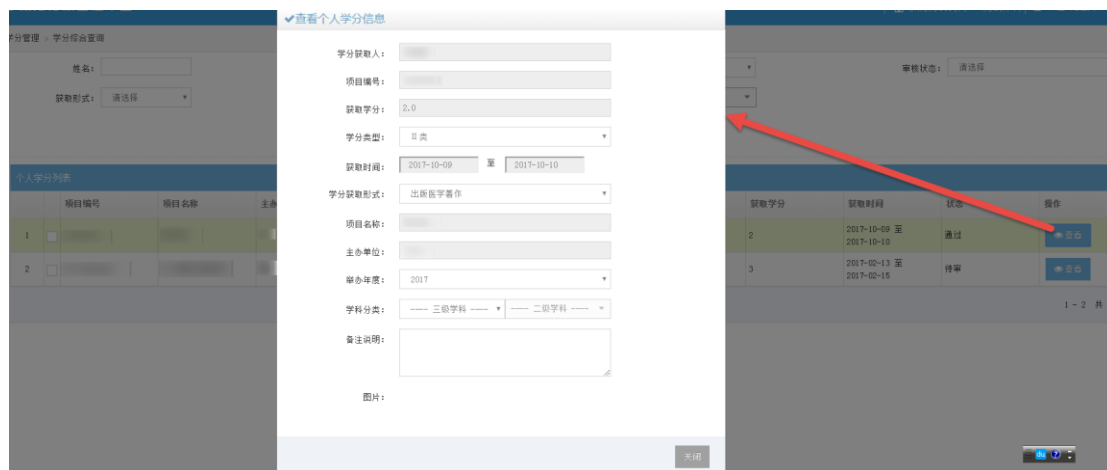 查看个人学分信息
学分管理 > 学分综合查询
姓名：
审核状态： 请选择
获取形式： 请选择
学分获取人：
项目编号：
获取学分： 2.0
学分类型： II类
获取时间： 2017-10-09 至 2017-10-10
学分获取形式： 出版医学著作
项目名称：
主办单位：
举办年度： 2017
学科分类： ---- 三级学科 ---- ---- 二级学科 ----
备注说明：
图片：
关闭
个人学分列表
项目编号 项目名称 主办 获取学分 获取时间 状态 操作
1 2 2017-10-09 至 通过 查看
2017-10-10
2 3 2017-02-13 至 待审 查看
2017-02-15
1 - 2 共
du